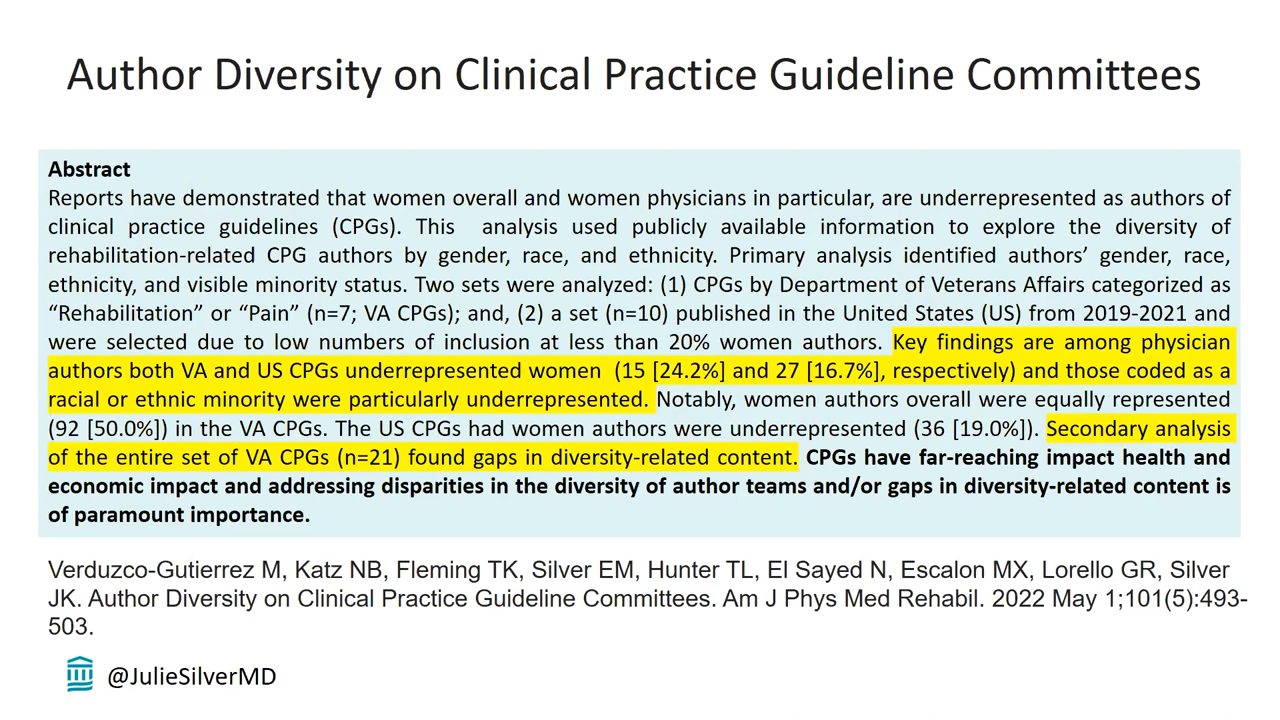 Author Diversity on Clinical Practice Guideline Committees
Abstract
Reports have demonstrated that women overall and women physicians in particular, are underrepresented as authors of
clinical practice guidelines (CPGs). This analysis used publicly available information to explore the diversity of
rehabilitation-related CPG authors by gender, race, and ethnicity. Primary analysis identified authors’ gender, race,
ethnicity, and visible minority status. Two sets were analyzed: (1) CPGs by Department of Veterans Affairs categorized as
“Rehabilitation” or “Pain” (n=7; VA CPGs); and, (2) a set (n=10) published in the United States (US) from 2019-2021 and
were selected due to low numbers of inclusion at less than 20% women authors. Key findings are among physician
authors both VA and US CPGs underrepresented women (15 [24.2%] and 27 [16.7%], respectively) and those coded as a
racial or ethnic minority were particularly underrepresented. Notably, women authors overall were equally represented
(92 [50.0%]) in the VA CPGs. The US CPGs had women authors were underrepresented (36 [19.0%]). Secondary analysis
of the entire set of VA CPGs (n=21) found gaps in diversity-related content. CPGs have far-reaching impact health and
economic impact and addressing disparities in the diversity of author teams and/or gaps in diversity-related content is
of paramount importance.
Verduzco-Gutierrez M, Katz NB, Fleming TK, Silver EM, Hunter TL, El Sayed N, Escalon MX, Lorello GR, Silver
JK. Author Diversity on Clinical Practice Guideline Committees. Am J Phys Med Rehabil. 2022 May 1;101(5):493-
503.
@JulieSilverMD